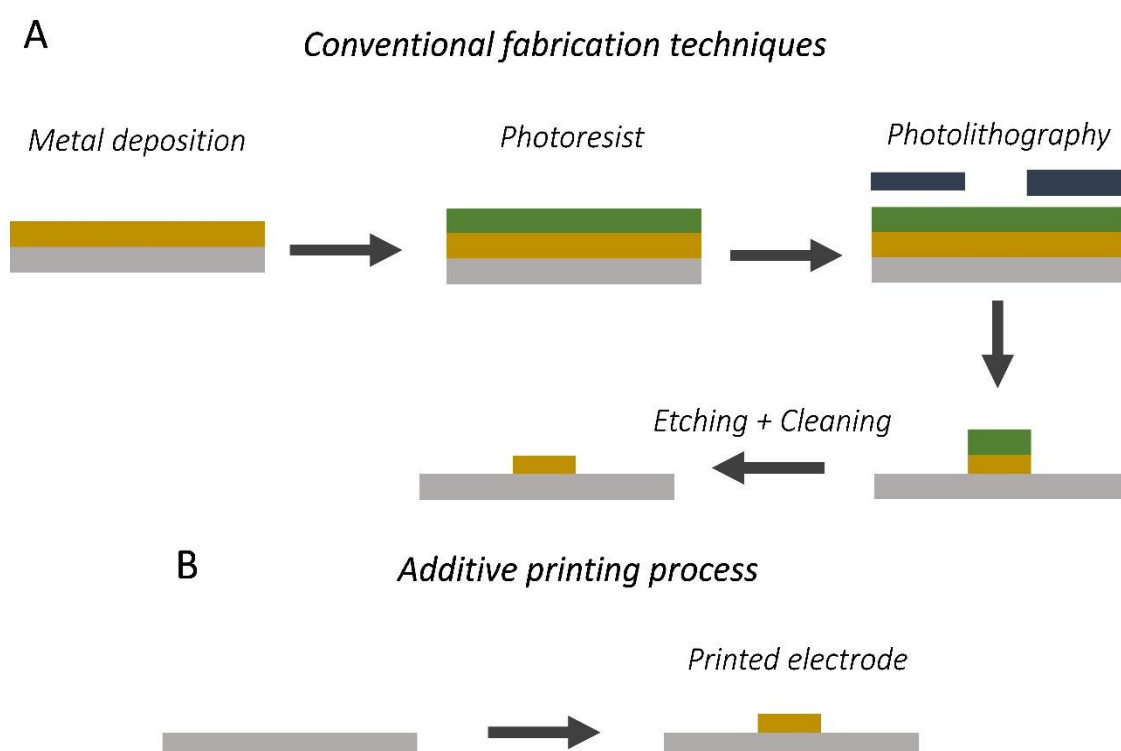 A
Conventional fabrication techniques
Metal deposition
Photoresist
Photolithography
Etching + Cleaning
B
Additive printing process
Printed electrode